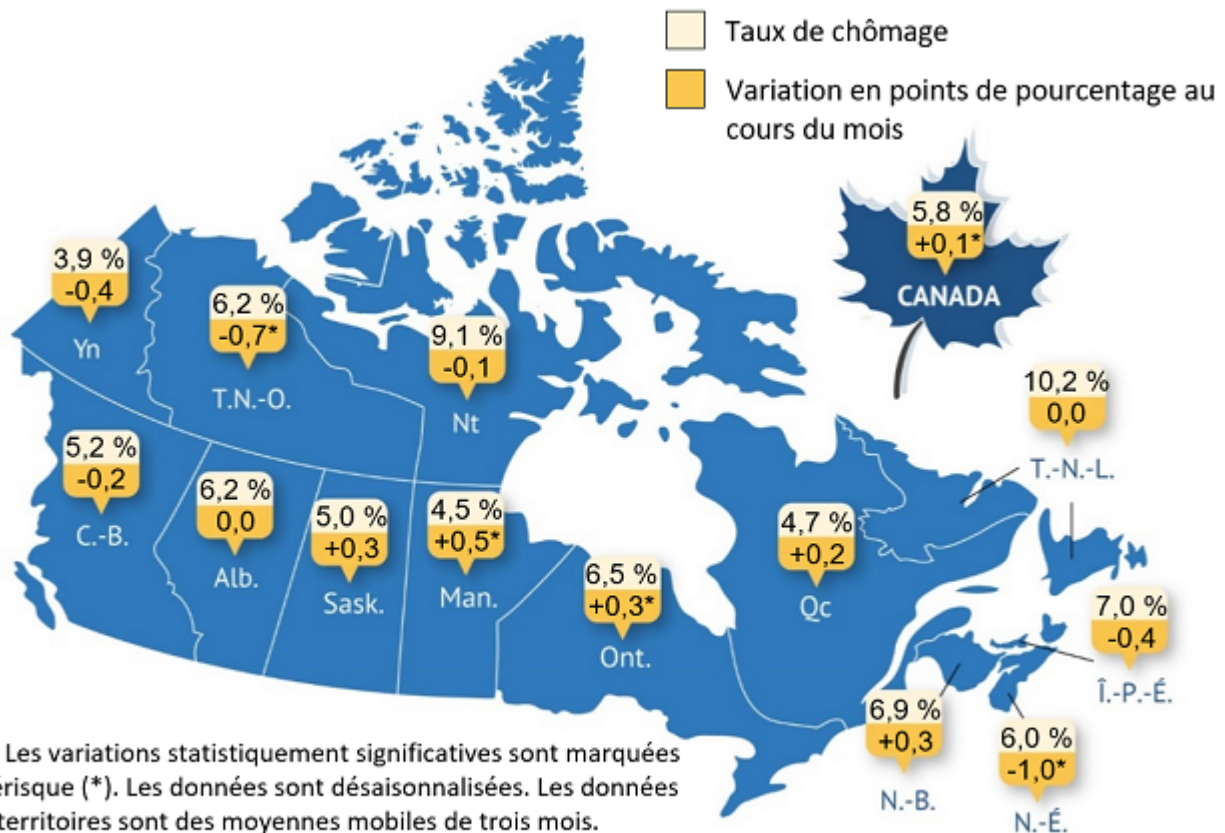 Taux de chômage
Variation en points de pourcentage au
cours du mois
5,8 %
+0,1*
CANADA
3,9 %
-0,4
Yn
6,2 %
-0,7*
T.N.-O.
9,1 %
-0,1
Nt
10,2 %
0,0
T.-N.-L.
5,2 %
-0,2
C.-B.
6,2 %
0,0
Alb.
5,0 %
+0,3
Sask.
4,5 %
+0,5*
Man.
6,5 %
+0,3*
Ont.
4,7 %
+0,2
Qc
7,0 %
-0,4
Î.-P.-É.
6,9 %
+0,3
N.-B.
6,0 %
-1,0*
N.-É.
Les variations statistiquement significatives sont marquées
érisque (*). Les données sont désaisonnalisées. Les données
territoires sont des moyennes mobiles de trois mois.